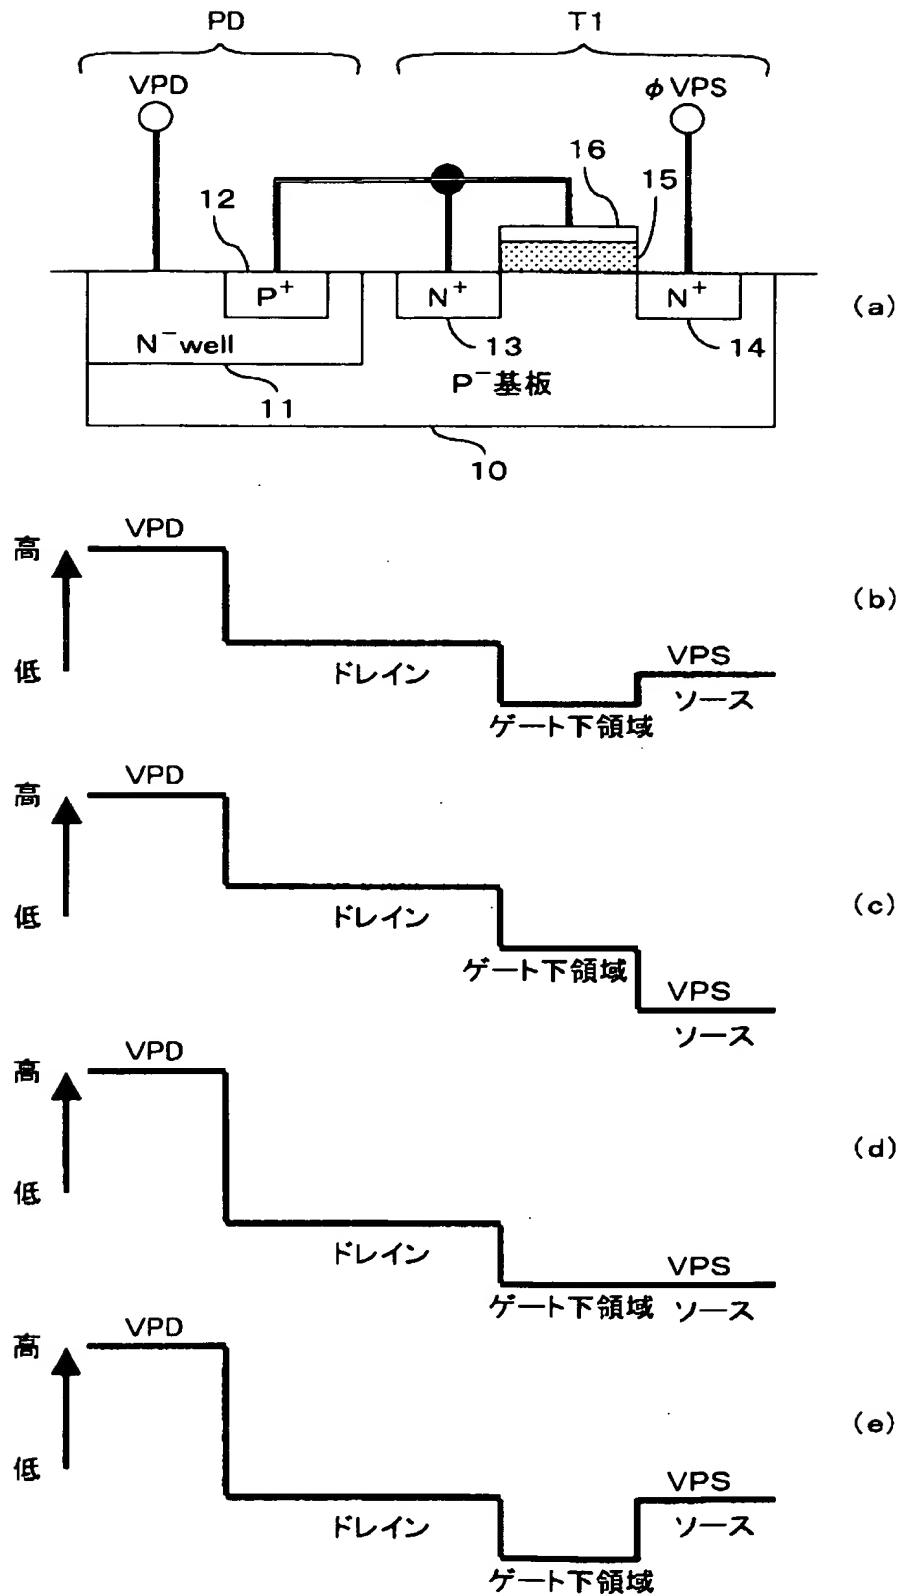 PD T1
VPD φVPS
16
15
12
P⁺ N⁺ N⁺
(a)
N⁻well 13 14
P⁻基板
11
10
高 VPD
(b)
低 ドレイン VPS
ゲート下領域 ソース
高 VPD
(c)
低 ドレイン
ゲート下領域
VPS
ソース
高 VPD
(d)
低
ドレイン VPS
ゲート下領域 ソース
高 VPD
(e)
低 VPS
ドレイン ソース
ゲート下領域